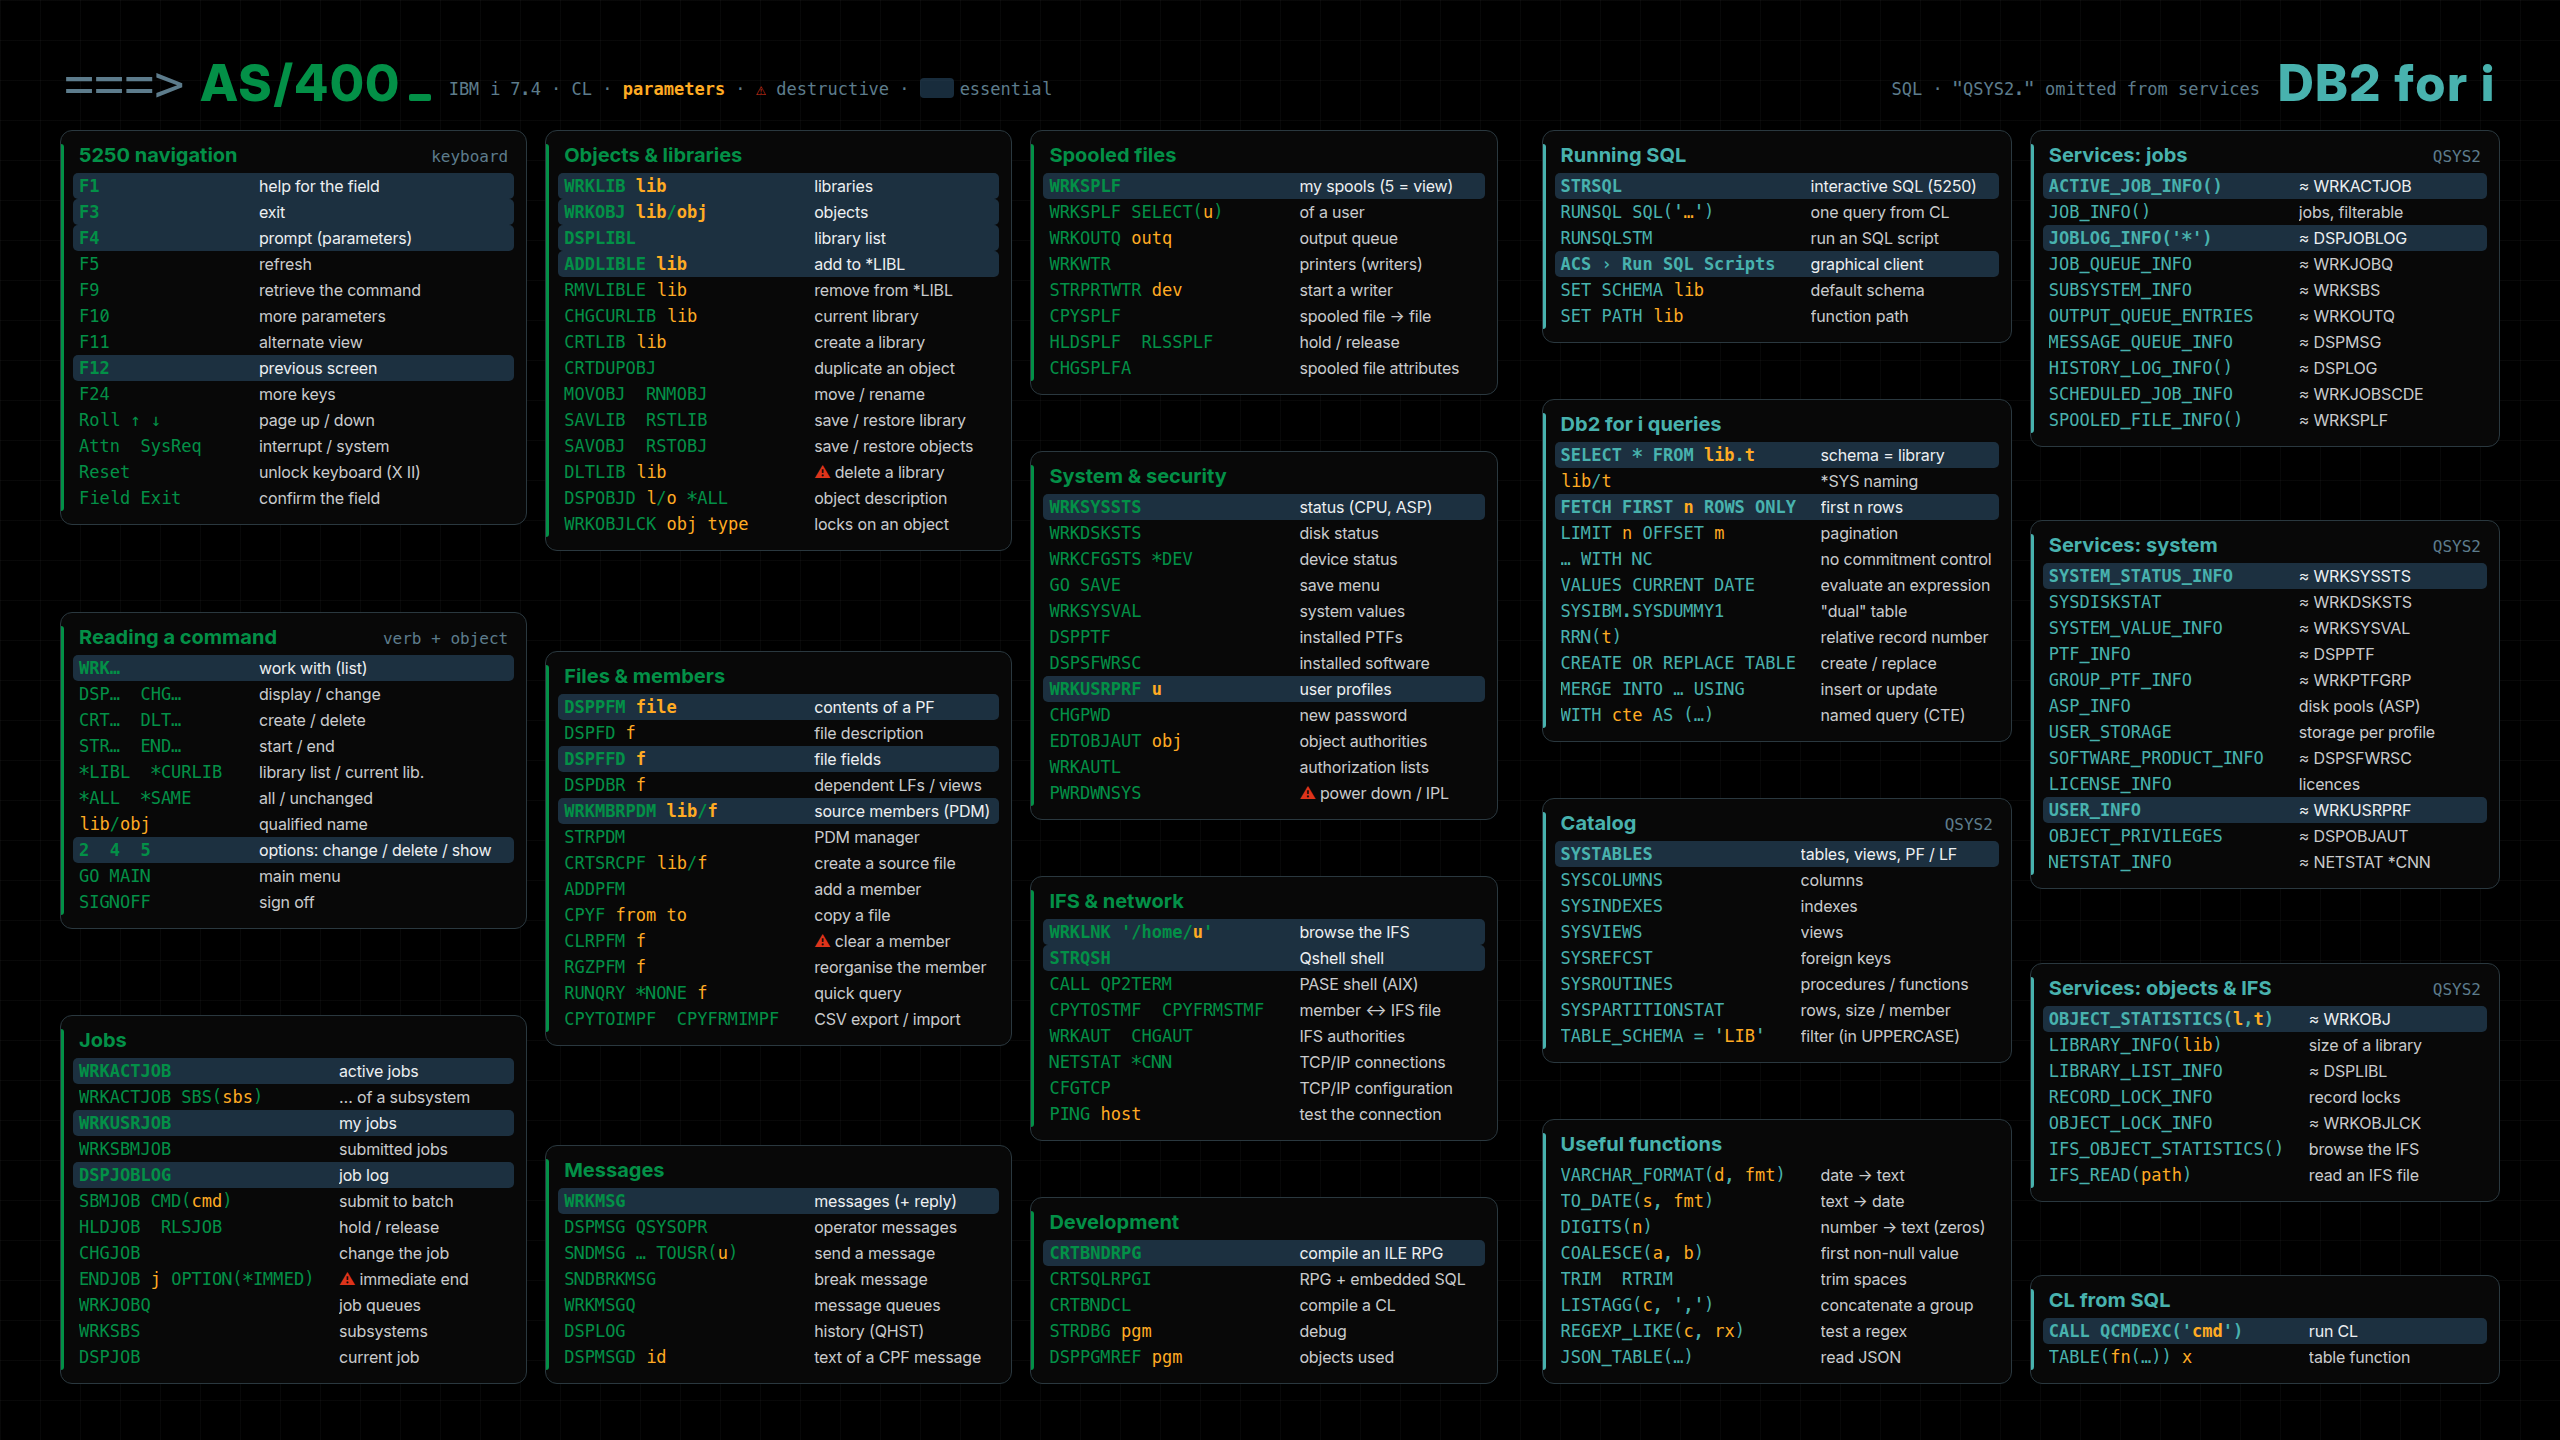 ===> AS/400_ IBM i 7.4 · CL · parameters · ⚠ destructive · essential
SQL · "QSYS2." omitted from services DB2 for i
5250 navigation keyboard
F1 help for the field
F3 exit
F4 prompt (parameters)
F5 refresh
F9 retrieve the command
F10 more parameters
F11 alternate view
F12 previous screen
F24 more keys
Roll ↑ ↓ page up / down
Attn SysReq interrupt / system
Reset unlock keyboard (X II)
Field Exit confirm the field
Reading a command verb + object
WRK… work with (list)
DSP… CHG… display / change
CRT… DLT… create / delete
STR… END… start / end
*LIBL *CURLIB library list / current lib.
*ALL *SAME all / unchanged
lib/obj qualified name
2 4 5 options: change / delete / show
GO MAIN main menu
SIGNOFF sign off
Jobs
WRKACTJOB active jobs
WRKACTJOB SBS(sbs) … of a subsystem
WRKUSRJOB my jobs
WRKSBMJOB submitted jobs
DSPJOBLOG job log
SBMJOB CMD(cmd) submit to batch
HLDJOB RLSJOB hold / release
CHGJOB change the job
ENDJOB j OPTION(*IMMED) ⚠ immediate end
WRKJOBQ job queues
WRKSBS subsystems
DSPJOB current job
Objects & libraries
WRKLIB lib libraries
WRKOBJ lib/obj objects
DSPLIBL library list
ADDLIBLE lib add to *LIBL
RMVLIBLE lib remove from *LIBL
CHGCURLIB lib current library
CRTLIB lib create a library
CRTDUPOBJ duplicate an object
MOVOBJ RNMOBJ move / rename
SAVLIB RSTLIB save / restore library
SAVOBJ RSTOBJ save / restore objects
DLTLIB lib ⚠ delete a library
DSPOBJD l/o *ALL object description
WRKOBJLCK obj type locks on an object
Files & members
DSPPFM file contents of a PF
DSPFD f file description
DSPFFD f file fields
DSPDBR f dependent LFs / views
WRKMBRPDM lib/f source members (PDM)
STRPDM PDM manager
CRTSRCPF lib/f create a source file
ADDPFM add a member
CPYF from to copy a file
CLRPFM f ⚠ clear a member
RGZPFM f reorganise the member
RUNQRY *NONE f quick query
CPYTOIMPF CPYFRMIMPF CSV export / import
Messages
WRKMSG messages (+ reply)
DSPMSG QSYSOPR operator messages
SNDMSG … TOUSR(u) send a message
SNDBRKMSG break message
WRKMSGQ message queues
DSPLOG history (QHST)
DSPMSGD id text of a CPF message
Spooled files
WRKSPLF my spools (5 = view)
WRKSPLF SELECT(u) of a user
WRKOUTQ outq output queue
WRKWTR printers (writers)
STRPRTWTR dev start a writer
CPYSPLF spooled file → file
HLDSPLF RLSSPLF hold / release
CHGSPLFA spooled file attributes
System & security
WRKSYSSTS status (CPU, ASP)
WRKDSKSTS disk status
WRKCFGSTS *DEV device status
GO SAVE save menu
WRKSYSVAL system values
DSPPTF installed PTFs
DSPSFWRSC installed software
WRKUSRPRF u user profiles
CHGPWD new password
EDTOBJAUT obj object authorities
WRKAUTL authorization lists
PWRDWNSYS ⚠ power down / IPL
IFS & network
WRKLNK '/home/u' browse the IFS
STRQSH Qshell shell
CALL QP2TERM PASE shell (AIX)
CPYTOSTMF CPYFRMSTMF member ↔ IFS file
WRKAUT CHGAUT IFS authorities
NETSTAT *CNN TCP/IP connections
CFGTCP TCP/IP configuration
PING host test the connection
Development
CRTBNDRPG compile an ILE RPG
CRTSQLRPGI RPG + embedded SQL
CRTBNDCL compile a CL
STRDBG pgm debug
DSPPGMREF pgm objects used
Running SQL
STRSQL interactive SQL (5250)
RUNSQL SQL('…') one query from CL
RUNSQLSTM run an SQL script
ACS › Run SQL Scripts graphical client
SET SCHEMA lib default schema
SET PATH lib function path
Db2 for i queries
SELECT * FROM lib.t schema = library
lib/t *SYS naming
FETCH FIRST n ROWS ONLY first n rows
LIMIT n OFFSET m pagination
… WITH NC no commitment control
VALUES CURRENT DATE evaluate an expression
SYSIBM.SYSDUMMY1 "dual" table
RRN(t) relative record number
CREATE OR REPLACE TABLE create / replace
MERGE INTO … USING insert or update
WITH cte AS (…) named query (CTE)
Catalog QSYS2
SYSTABLES tables, views, PF / LF
SYSCOLUMNS columns
SYSINDEXES indexes
SYSVIEWS views
SYSREFCST foreign keys
SYSROUTINES procedures / functions
SYSPARTITIONSTAT rows, size / member
TABLE_SCHEMA = 'LIB' filter (in UPPERCASE)
Useful functions
VARCHAR_FORMAT(d, fmt) date → text
TO_DATE(s, fmt) text → date
DIGITS(n) number → text (zeros)
COALESCE(a, b) first non-null value
TRIM RTRIM trim spaces
LISTAGG(c, ',') concatenate a group
REGEXP_LIKE(c, rx) test a regex
JSON_TABLE(…) read JSON
Services: jobs QSYS2
ACTIVE_JOB_INFO() ≈ WRKACTJOB
JOB_INFO() jobs, filterable
JOBLOG_INFO('*') ≈ DSPJOBLOG
JOB_QUEUE_INFO ≈ WRKJOBQ
SUBSYSTEM_INFO ≈ WRKSBS
OUTPUT_QUEUE_ENTRIES ≈ WRKOUTQ
MESSAGE_QUEUE_INFO ≈ DSPMSG
HISTORY_LOG_INFO() ≈ DSPLOG
SCHEDULED_JOB_INFO ≈ WRKJOBSCDE
SPOOLED_FILE_INFO() ≈ WRKSPLF
Services: system QSYS2
SYSTEM_STATUS_INFO ≈ WRKSYSSTS
SYSDISKSTAT ≈ WRKDSKSTS
SYSTEM_VALUE_INFO ≈ WRKSYSVAL
PTF_INFO ≈ DSPPTF
GROUP_PTF_INFO ≈ WRKPTFGRP
ASP_INFO disk pools (ASP)
USER_STORAGE storage per profile
SOFTWARE_PRODUCT_INFO ≈ DSPSFWRSC
LICENSE_INFO licences
USER_INFO ≈ WRKUSRPRF
OBJECT_PRIVILEGES ≈ DSPOBJAUT
NETSTAT_INFO ≈ NETSTAT *CNN
Services: objects & IFS QSYS2
OBJECT_STATISTICS(l,t) ≈ WRKOBJ
LIBRARY_INFO(lib) size of a library
LIBRARY_LIST_INFO ≈ DSPLIBL
RECORD_LOCK_INFO record locks
OBJECT_LOCK_INFO ≈ WRKOBJLCK
IFS_OBJECT_STATISTICS() browse the IFS
IFS_READ(path) read an IFS file
CL from SQL
CALL QCMDEXC('cmd') run CL
TABLE(fn(…)) x table function